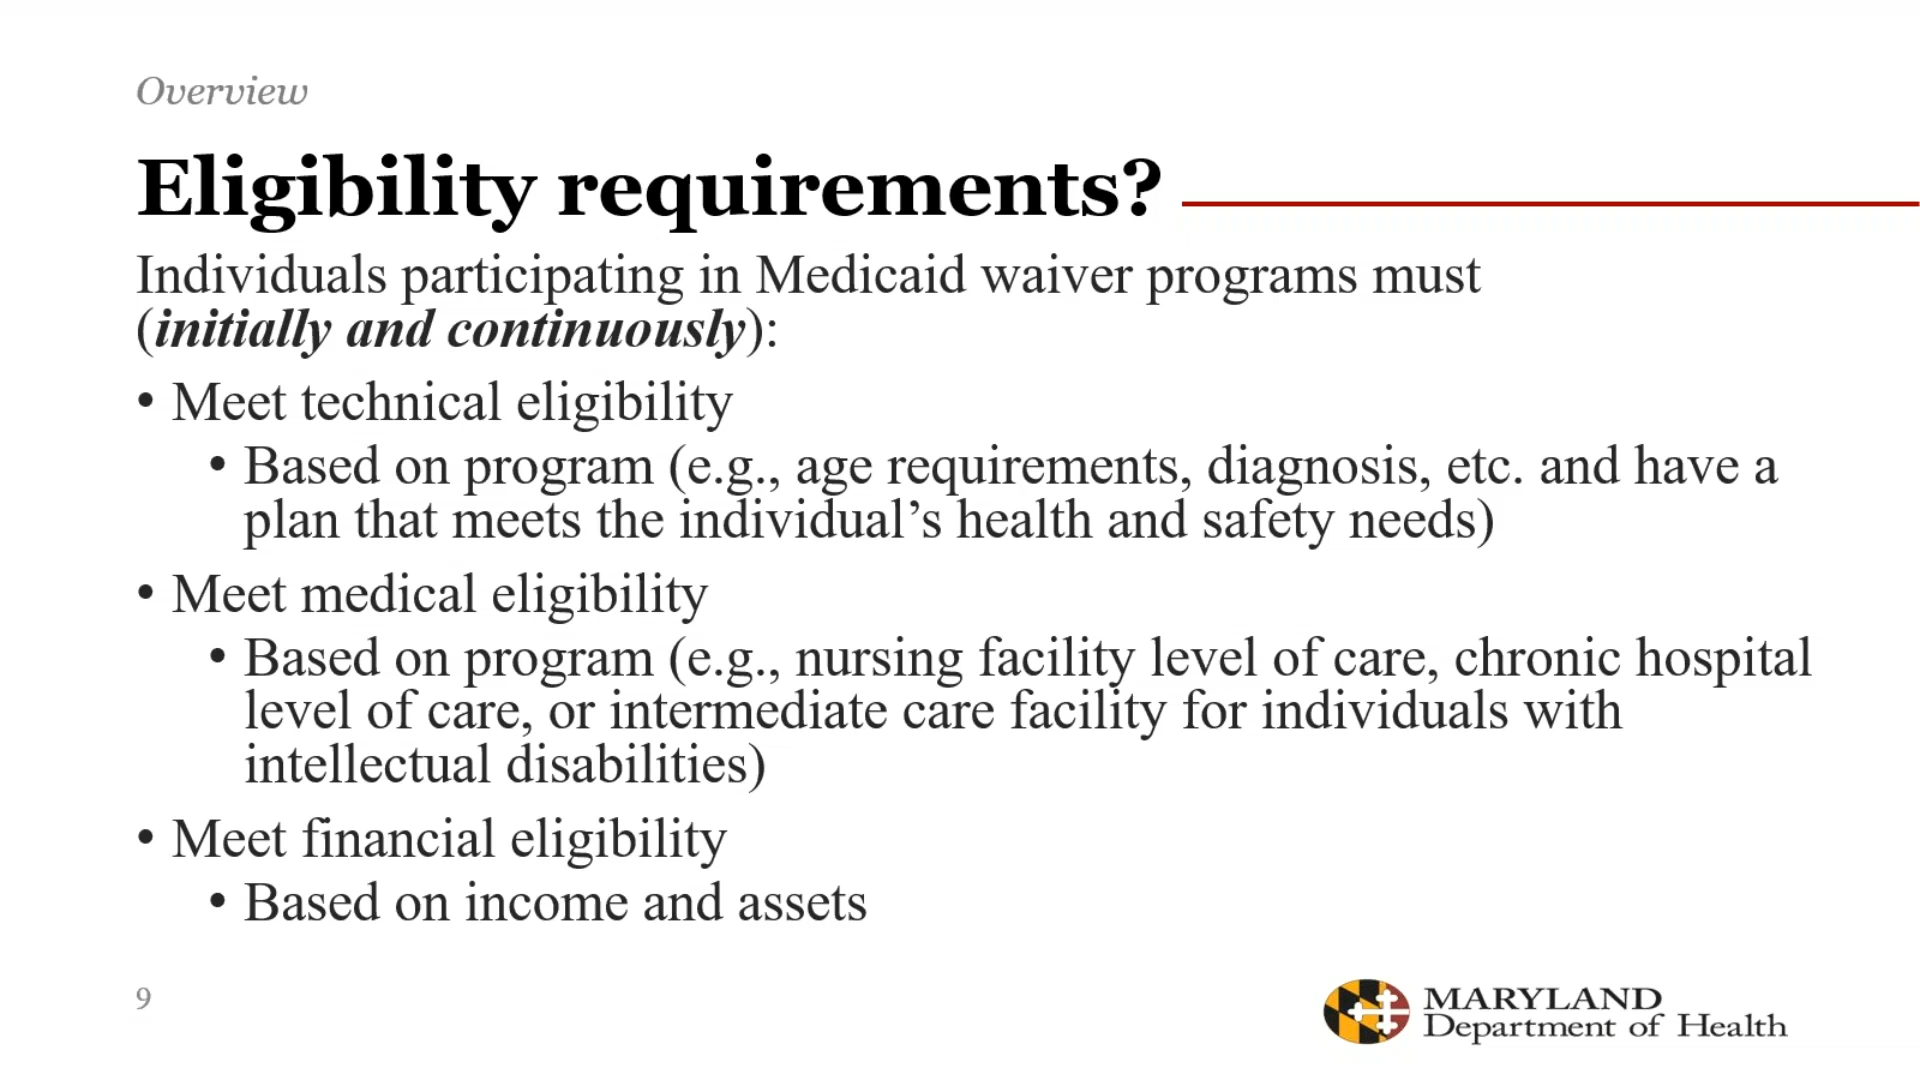 Overview
Eligibility requirements?
Individuals participating in Medicaid waiver programs must
(initially and continuously):
• Meet technical eligibility
• Based on program (e.g., age requirements, diagnosis, etc. and have a
plan that meets the individual’s health and safety needs)
• Meet medical eligibility
• Based on program (e.g., nursing facility level of care, chronic hospital
level of care, or intermediate care facility for individuals with
intellectual disabilities)
• Meet financial eligibility
• Based on income and assets
9
MARYLAND
Department of Health